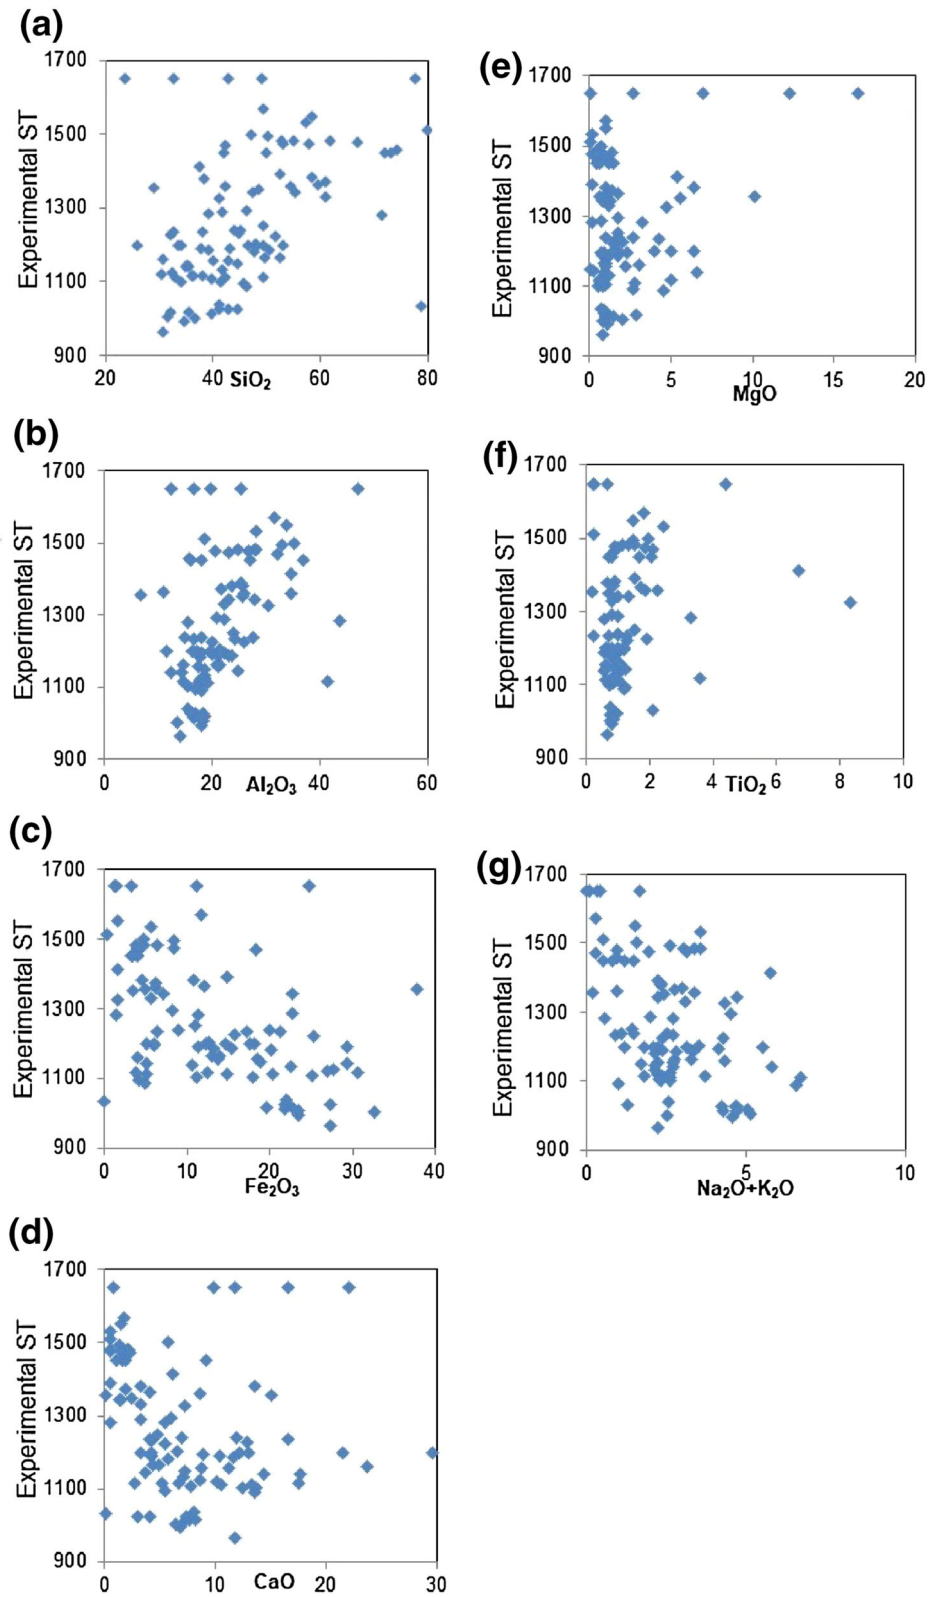 (a)
1700
1500
1300
1100
900
Experimental ST
20 40 60 80
SiO₂
(b)
1700
1500
1300
1100
900
Experimental ST
0 20 40 60
Al₂O₃
(c)
1700
1500
1300
1100
900
Experimental ST
0 10 20 30 40
Fe₂O₃
(d)
1700
1500
1300
1100
900
Experimental ST
0 10 20 30
CaO
(e)
1700
1500
1300
1100
900
Experimental ST
0 5 10 15 20
MgO
(f)
1700
1500
1300
1100
900
Experimental ST
0 2 4 6 8 10
TiO₂
(g)
1700
1500
1300
1100
900
Experimental ST
0 5 10
Na₂O+K₂O